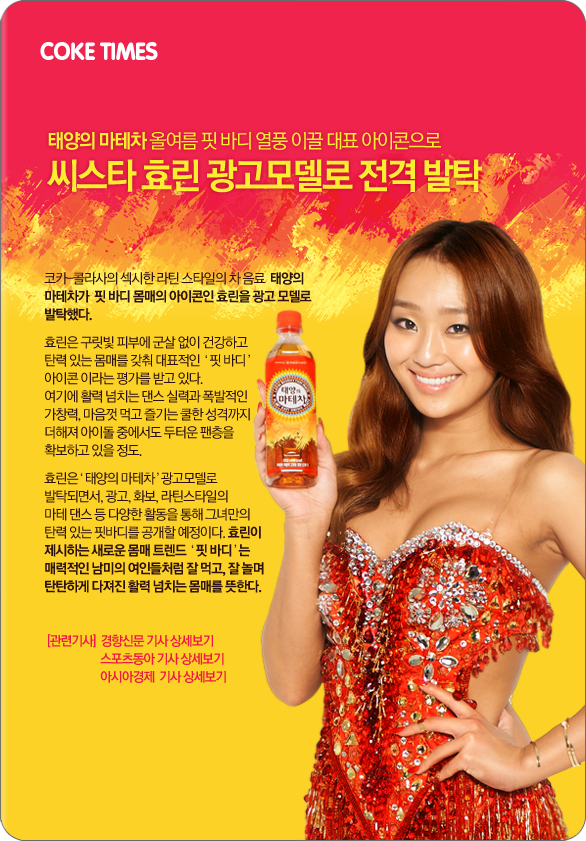 COKE TIMES
태양의 마테차 올여름 핏 바디 열풍 이끌 대표 아이콘으로
씨스타 효린 광고모델로 전격 발탁
코카-콜라사의 섹시한 라틴 스타일의 차 음료 태양의
마테차가 핏 바디 몸매의 아이콘인 효린을 광고 모델로
발탁했다.
효린은 구릿빛 피부에 군살 없이 건강하고
탄력 있는 몸매를 갖춰 대표적인 ‘ 핏 바디 ’
아이콘 이라는 평가를 받고 있다.
여기에 활력 넘치는 댄스 실력과 폭발적인
가창력, 마음껏 먹고 즐기는 쿨한 성격까지
더해져 아이돌 중에서도 두터운 팬층을
확보하고 있을 정도.
효린은 ‘ 태양의 마테차 ’ 광고모델로
발탁되면서, 광고, 화보, 라틴스타일의
마테 댄스 등 다양한 활동을 통해 그녀만의
탄력 있는 핏바디를 공개할 예정이다. 효린이
제시하는 새로운 몸매 트렌드 ‘ 핏 바디 ’ 는
매력적인 남미의 여인들처럼 잘 먹고, 잘 놀며
탄탄하게 다져진 활력 넘치는 몸매를 뜻한다.
[관련기사] 경향신문 기사 상세보기
스포츠동아 기사 상세보기
아시아경제 기사 상세보기
태양의
마테차